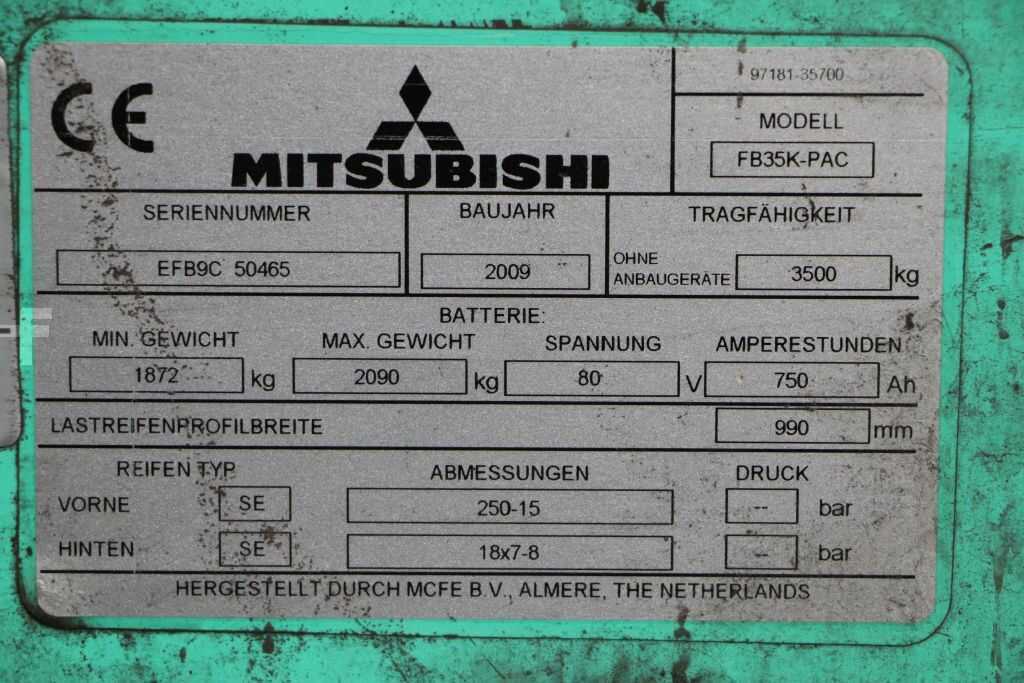 CE
MITSUBISHI
97181-35700
MODELL
FB35K-PAC
SERIENNUMMER
EFB9C 50465
BAUJAHR
2009
TRAGFÄHIGKEIT
OHNE
ANBAUGERÄTE 3500 kg
BATTERIE:
MIN. GEWICHT MAX. GEWICHT SPANNUNG AMPERESTUNDEN
1872 kg 2090 kg 80 V 750 Ah
LASTREIFENPROFILBREITE 990 mm
REIFEN TYP ABMESSUNGEN DRUCK
VORNE SE 250-15 -- bar
HINTEN SE 18x7-8 -- bar
HERGESTELLT DURCH MCFE B.V., ALMERE, THE NETHERLANDS